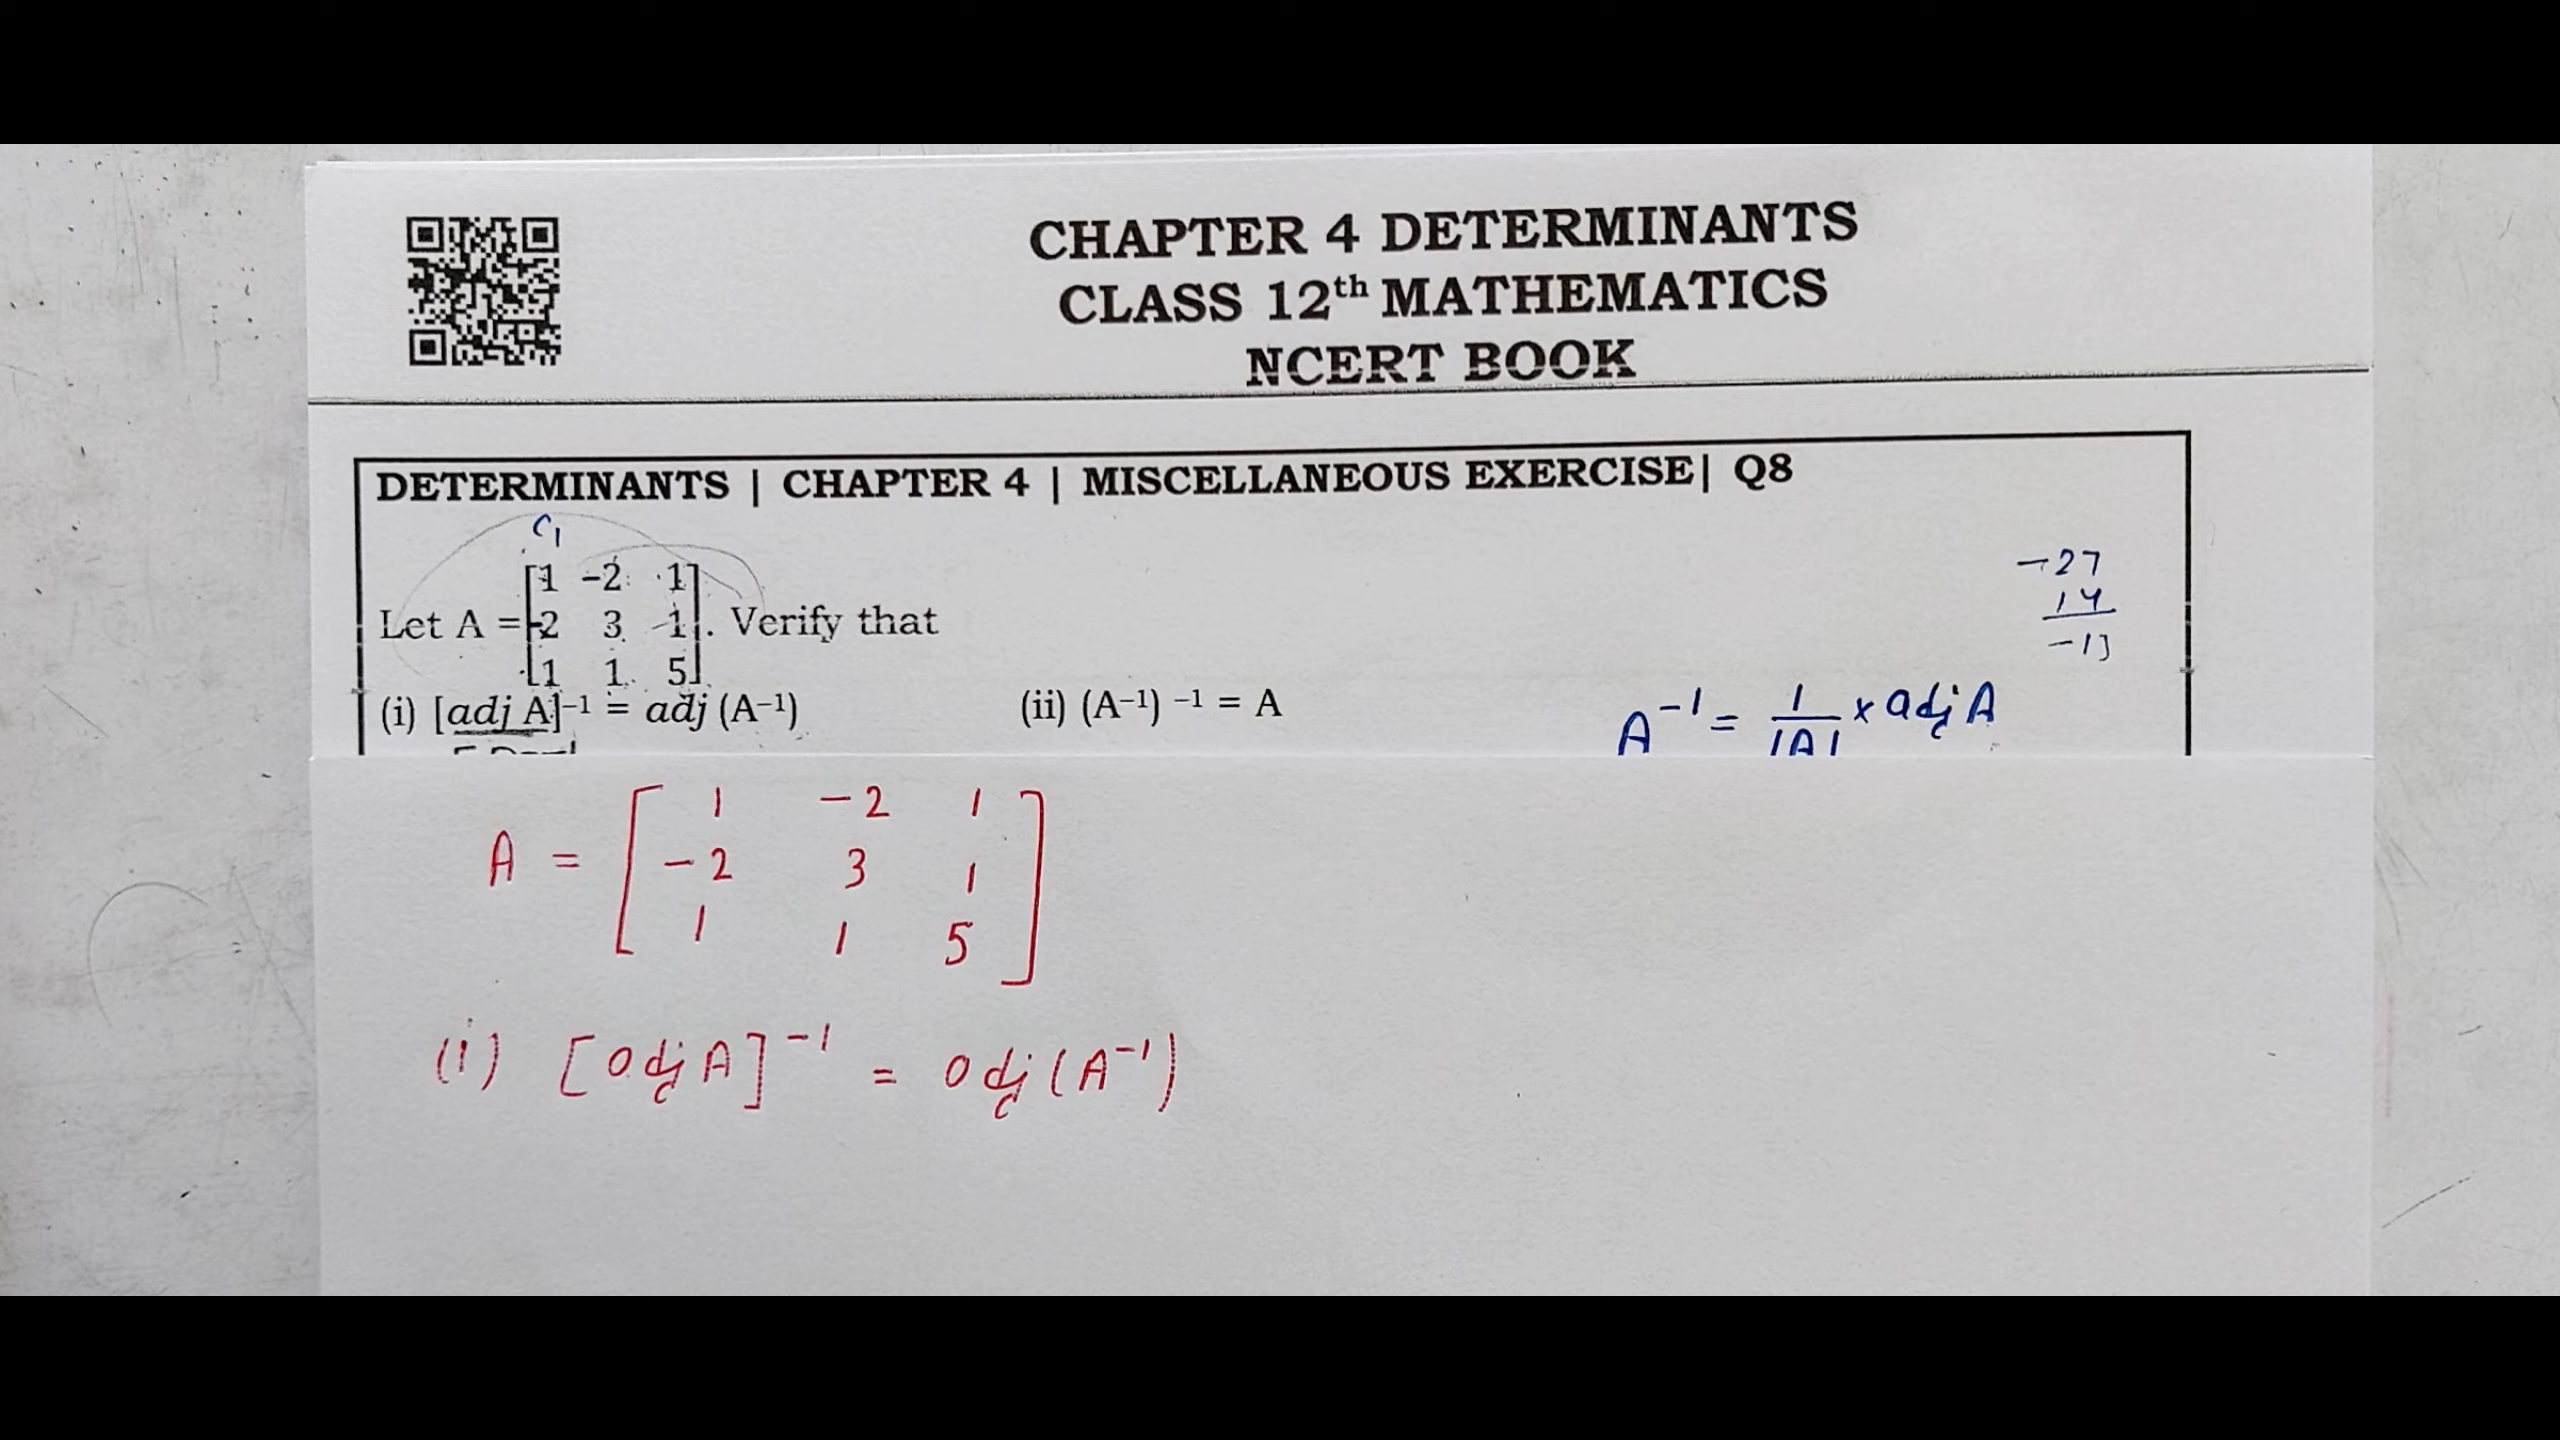 CHAPTER 4 DETERMINANTS
CLASS 12th MATHEMATICS
NCERT BOOK
DETERMINANTS | CHAPTER 4 | MISCELLANEOUS EXERCISE| Q8
C1
[1 -2 1]
Let A = [-2 3 1]. Verify that
[1 1 5]
-27
14
-13
(i) [adj A]–1 = adj (A–1) (ii) (A–1) –1 = A
A-1 = 1/|A| × adj A
1 -2 1
A = -2 3 1
1 1 5
(i) [adj A]-1 = adj (A-1)